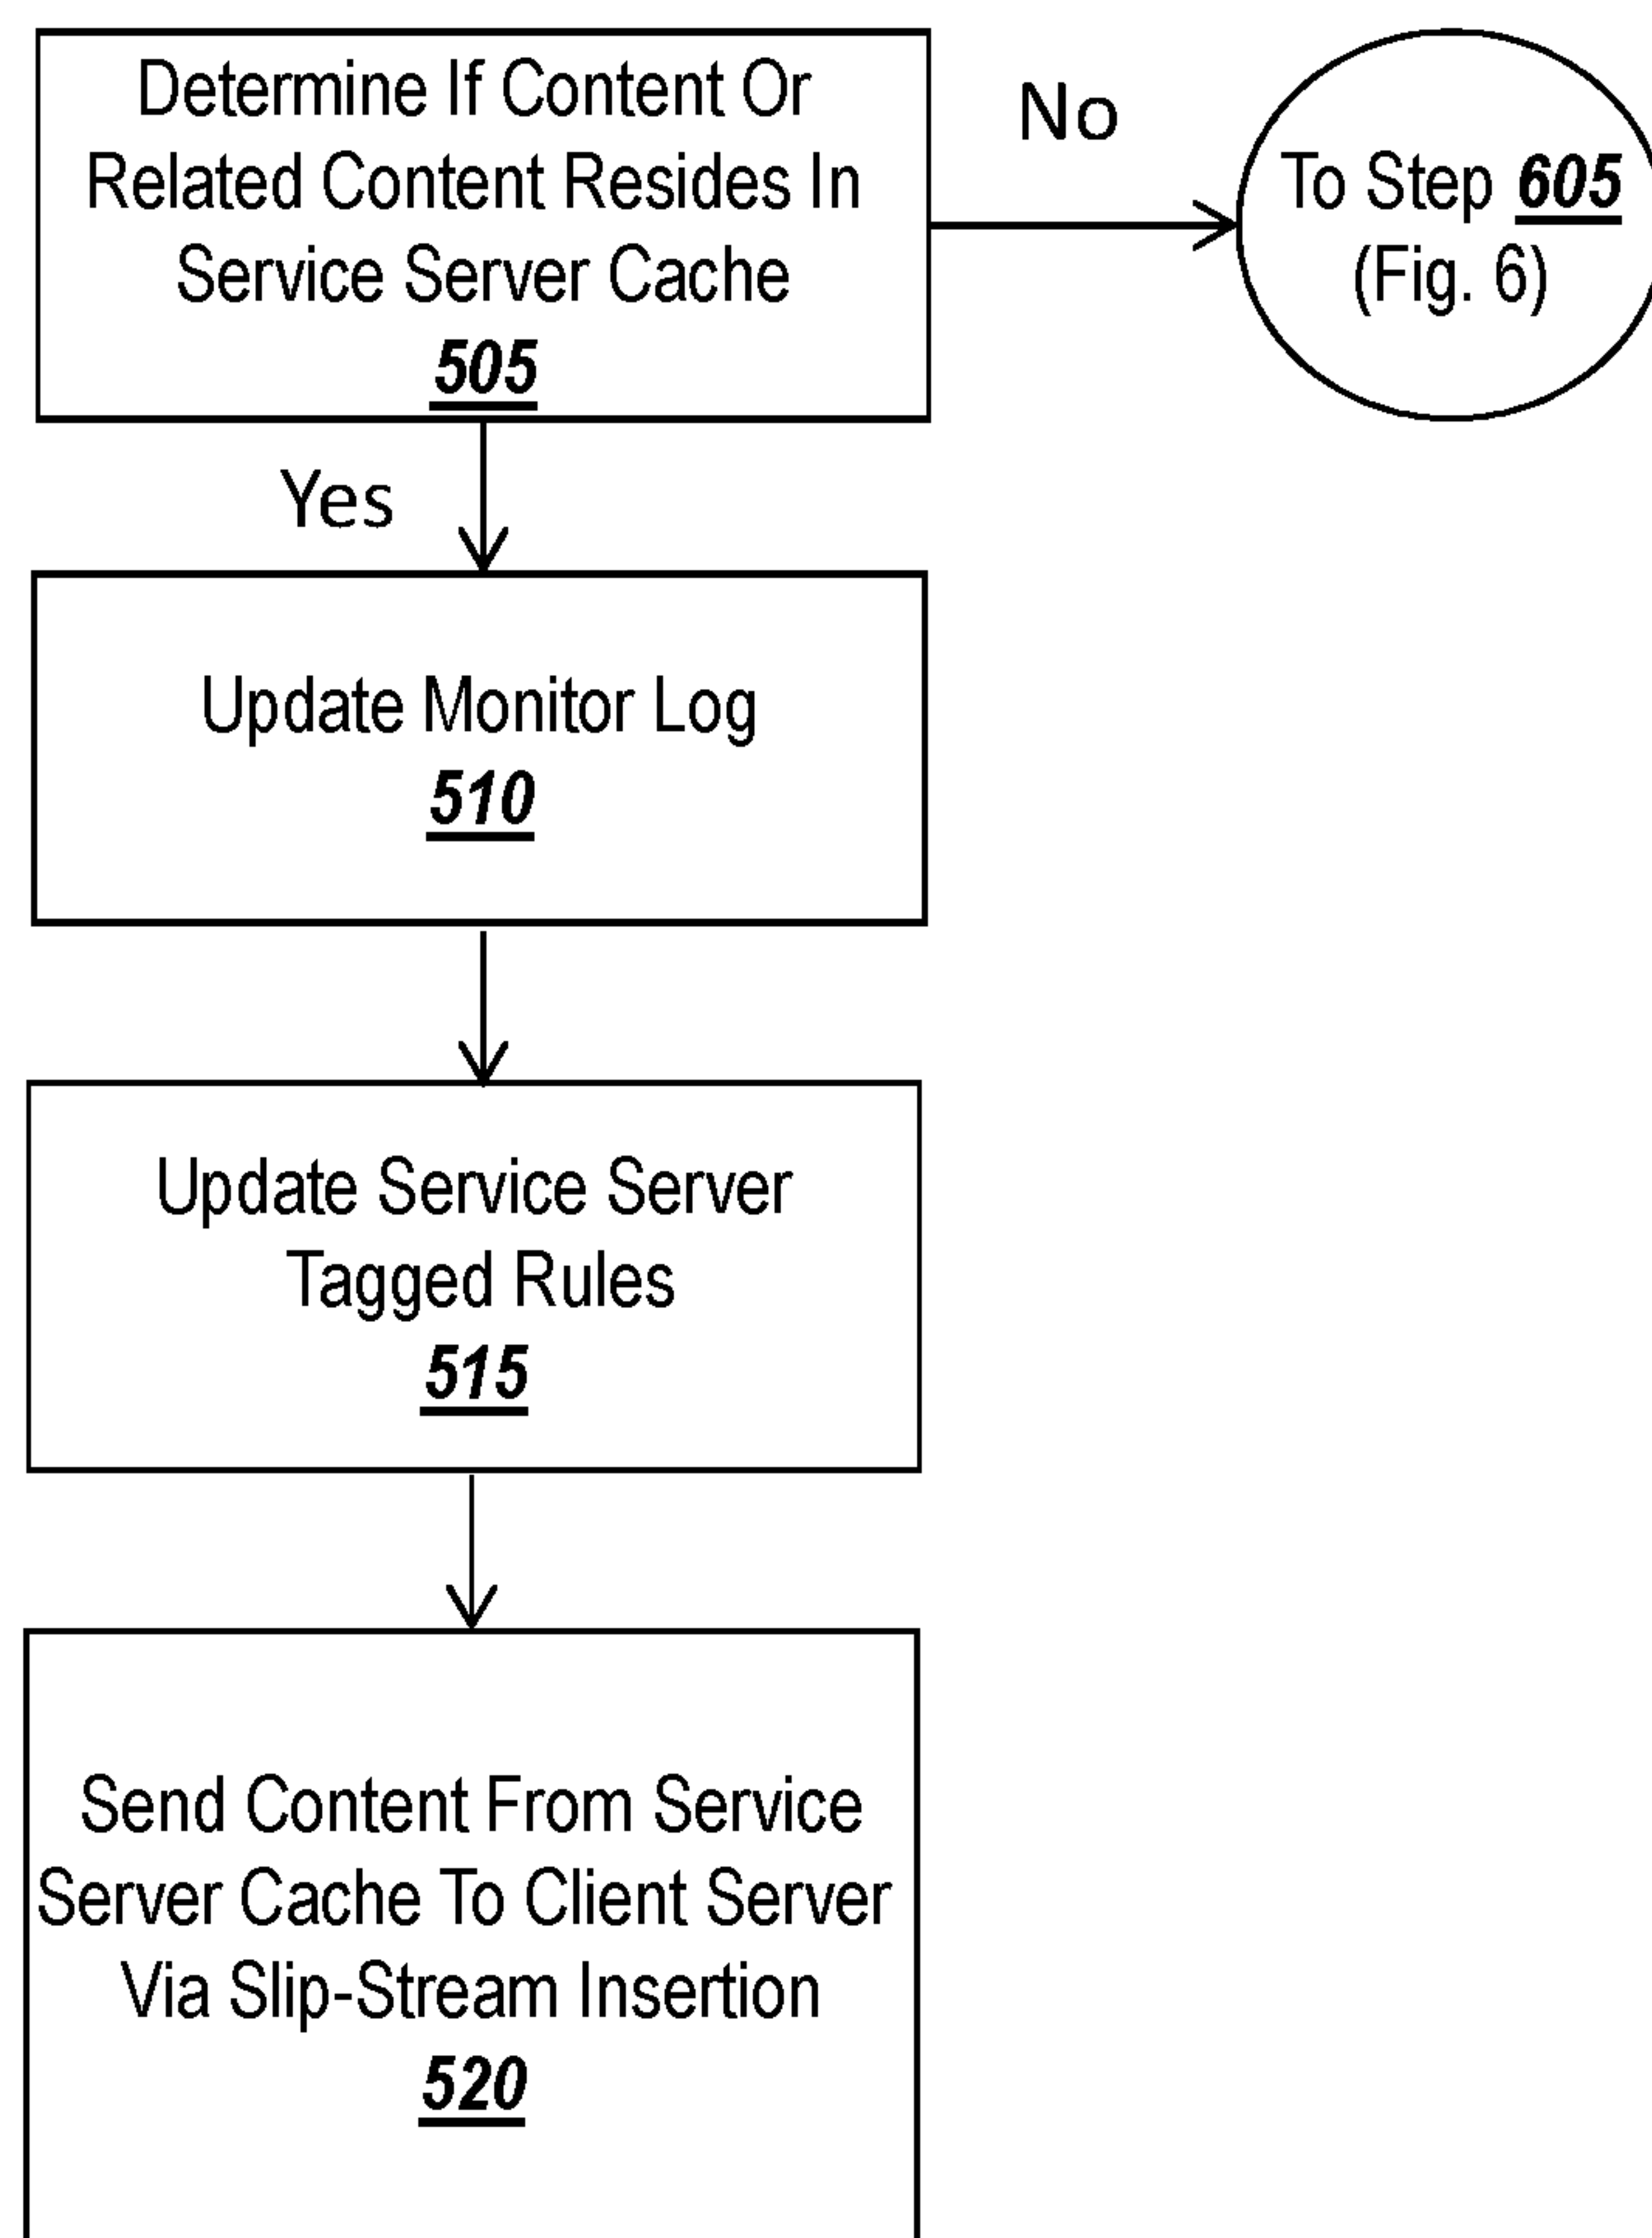 Determine If Content Or
Related Content Resides In
Service Server Cache
505
No
To Step 605
(Fig. 6)
Yes
Update Monitor Log
510
Update Service Server
Tagged Rules
515
Send Content From Service
Server Cache To Client Server
Via Slip-Stream Insertion
520